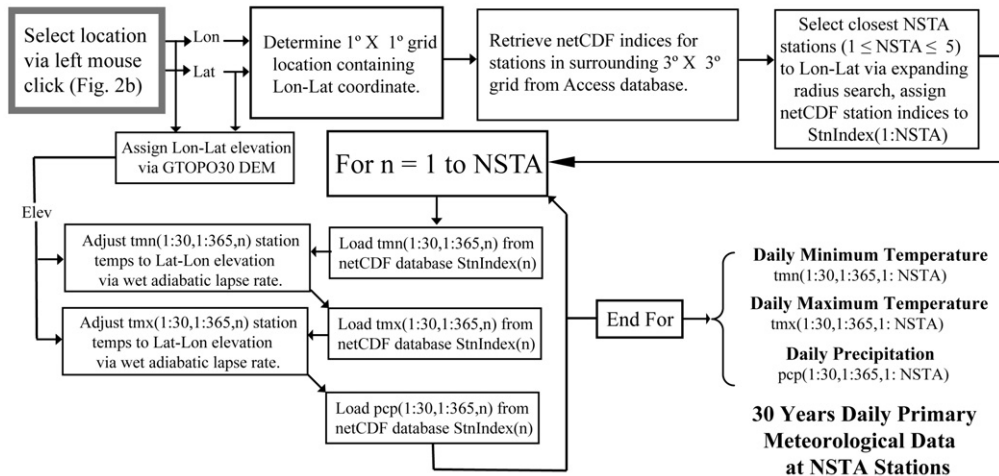 Select location
via left mouse
click (Fig. 2b)
Lon
Lat
Determine 1º X 1º grid
location containing
Lon-Lat coordinate.
Retrieve netCDF indices for
stations in surrounding 3º X 3º
grid from Access database.
Select closest NSTA
stations (1 ≤ NSTA ≤ 5)
to Lon-Lat via expanding
radius search, assign
netCDF station indices to
StnIndex(1:NSTA)
Assign Lon-Lat elevation
via GTOPO30 DEM
Elev
For n = 1 to NSTA
Adjust tmn(1:30,1:365,n) station
temps to Lat-Lon elevation
via wet adiabatic lapse rate.
Load tmn(1:30,1:365,n) from
netCDF database StnIndex(n)
Adjust tmx(1:30,1:365,n) station
temps to Lat-Lon elevation
via wet adiabatic lapse rate.
Load tmx(1:30,1:365,n) from
netCDF database StnIndex(n)
Load pcp(1:30,1:365,n) from
netCDF database StnIndex(n)
End For
Daily Minimum Temperature
tmn(1:30,1:365,1: NSTA)
Daily Maximum Temperature
tmx(1:30,1:365,1: NSTA)
Daily Precipitation
pcp(1:30,1:365,1: NSTA)
30 Years Daily Primary
Meteorological Data
at NSTA Stations